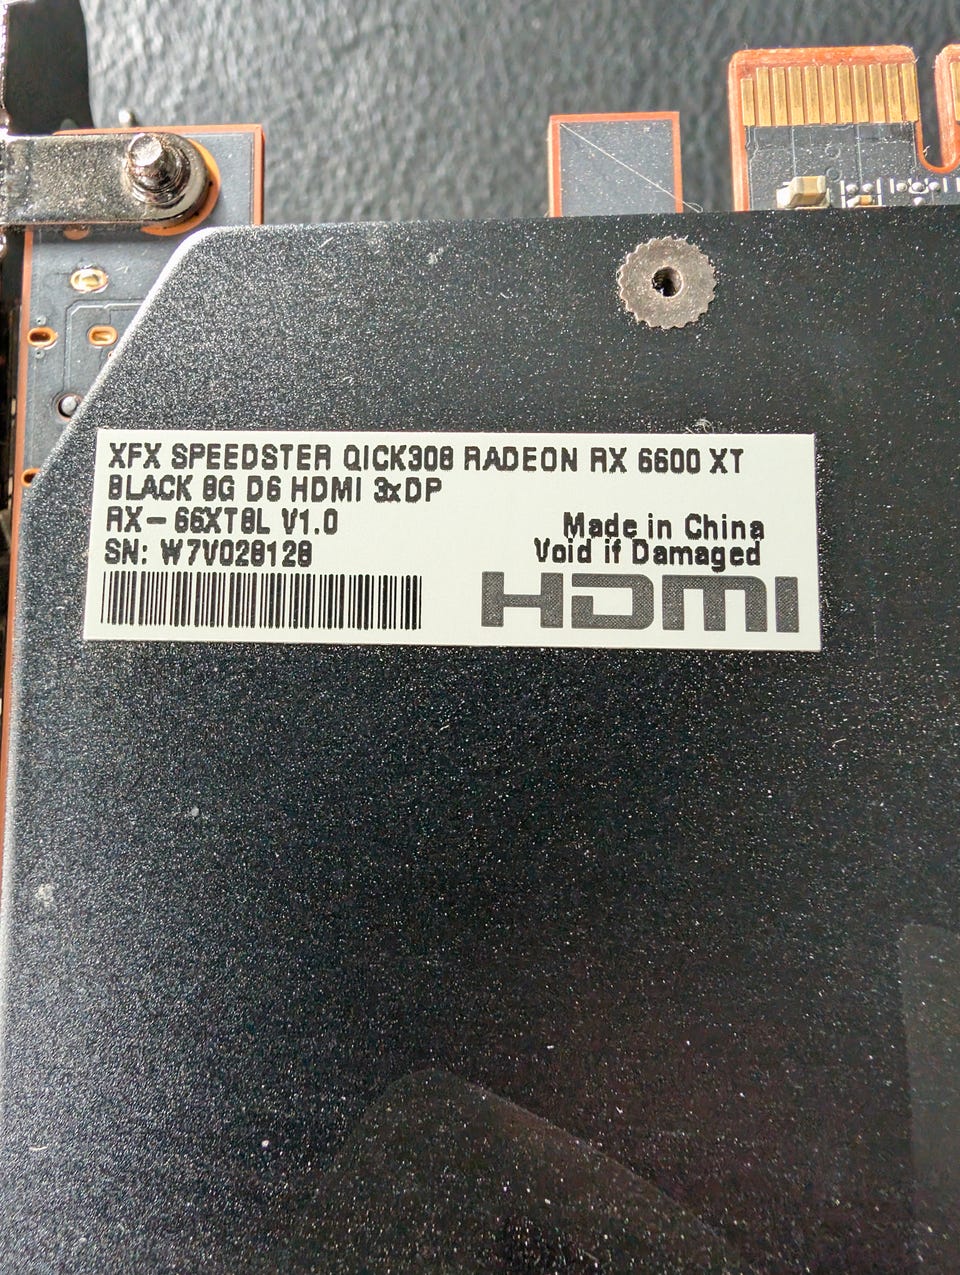 XFX SPEEDSTER QICK308 RADEON RX 6600 XT
BLACK 8G D6 HDMI 3xDP
RX-66XT8L V1.0
SN: W7V028128
Made in China
Void if Damaged
HDMI